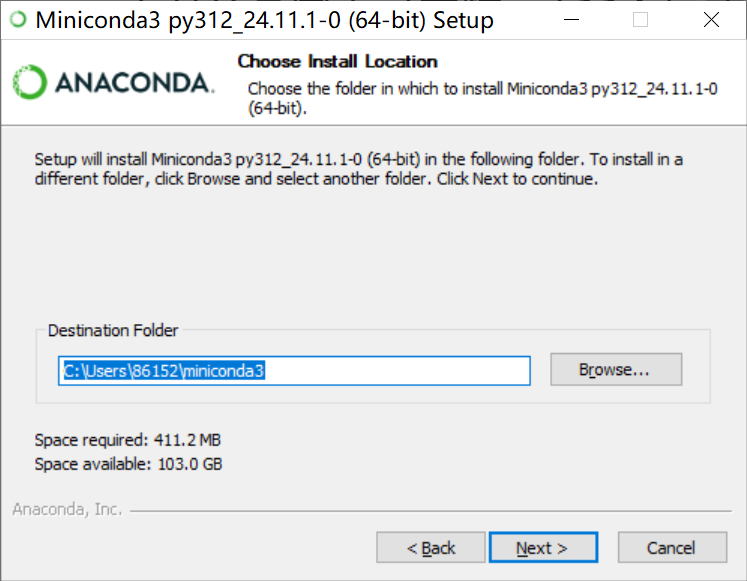 Miniconda3 py312_24.11.1-0 (64-bit) Setup
ANACONDA.
Choose Install Location
Choose the folder in which to install Miniconda3 py312_24.11.1-0
(64-bit).
Setup will install Miniconda3 py312_24.11.1-0 (64-bit) in the following folder. To install in a
different folder, click Browse and select another folder. Click Next to continue.
Destination Folder
C:\Users\86152\miniconda3
Browse...
Space required: 411.2 MB
Space available: 103.0 GB
Anaconda, Inc.
< Back
Next >
Cancel